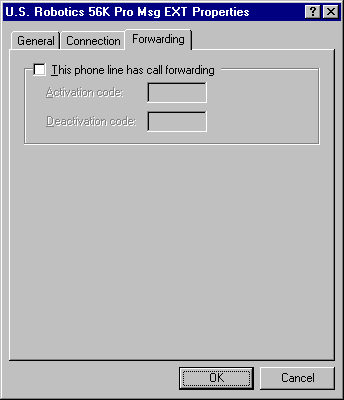 U.S. Robotics 56K Pro Msg EXT Properties
General Connection Forwarding
This phone line has call forwarding
Activation code:
Deactivation code:
OK Cancel